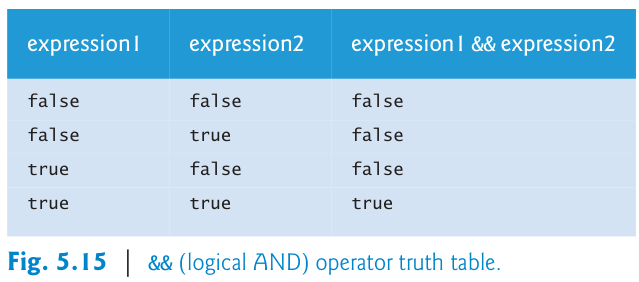 expression1 expression2 expression1 && expression2
false false false
false true false
true false false
true true true
Fig. 5.15 | && (logical AND) operator truth table.